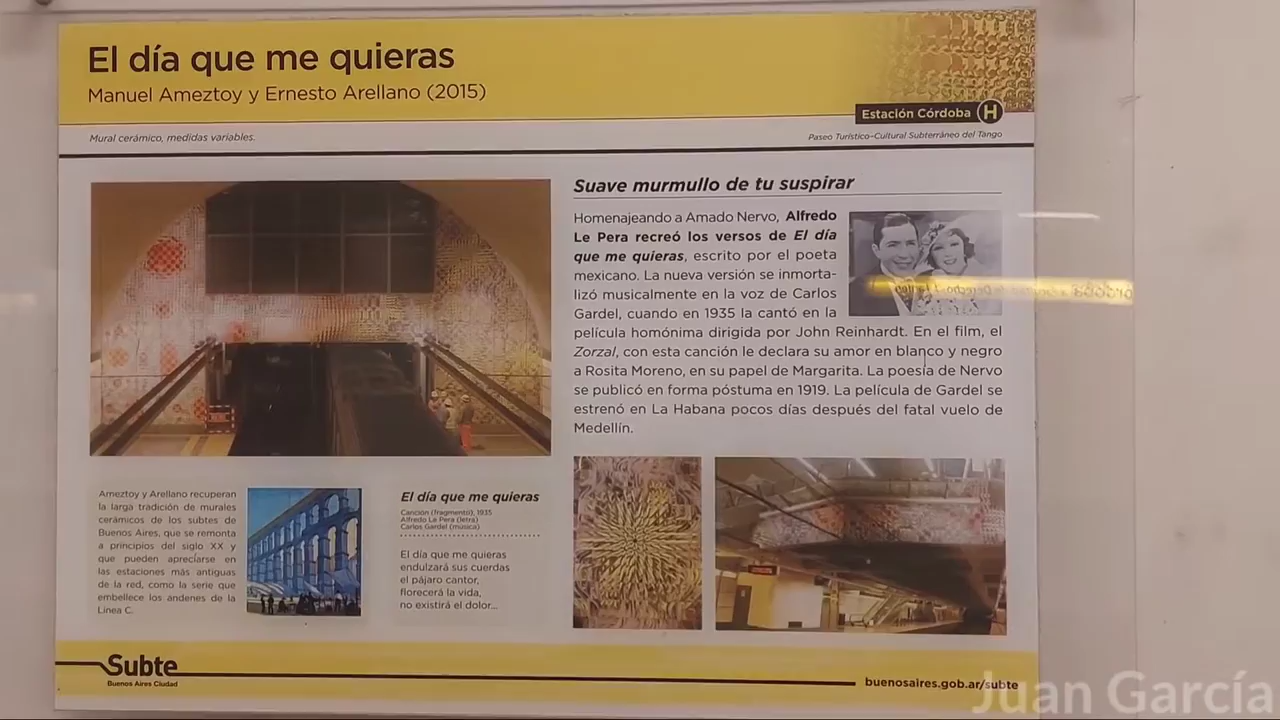 El día que me quieras
Manuel Ameztoy y Ernesto Arellano (2015)
Estación Córdoba H
Mural cerámico, medidas variables.
Paseo Turístico-Cultural Subterráneo del Tango
Suave murmullo de tu suspirar
Homenajeando a Amado Nervo, Alfredo
Le Pera recreó los versos de El día
que me quieras, escrito por el poeta
mexicano. La nueva versión se inmorta-
lizó musicalmente en la voz de Carlos
Gardel, cuando en 1935 la cantó en la
película homónima dirigida por John Reinhardt. En el film, el
Zorzal, con esta canción le declara su amor en blanco y negro
a Rosita Moreno, en su papel de Margarita. La poesía de Nervo
se publicó en forma póstuma en 1919. La película de Gardel se
estrenó en La Habana pocos días después del fatal vuelo de
Medellín.
Ameztoy y Arellano recuperan
la larga tradición de murales
cerámicos de los subtes de
Buenos Aires, que se remonta
a principios del siglo XX y
que pueden apreciarse en
las estaciones más antiguas
de la red, como la serie que
embellece los andenes de la
Línea C.
El día que me quieras
Canción (fragmento), 1935
Alfredo La Pera (letra)
Carlos Gardel (música)
El día que me quieras
endulzará sus cuerdas
el pájaro cantor,
florecerá la vida,
no existirá el dolor...
Subte
Buenos Aires Ciudad
buenosaires.gob.ar/subte
Juan García